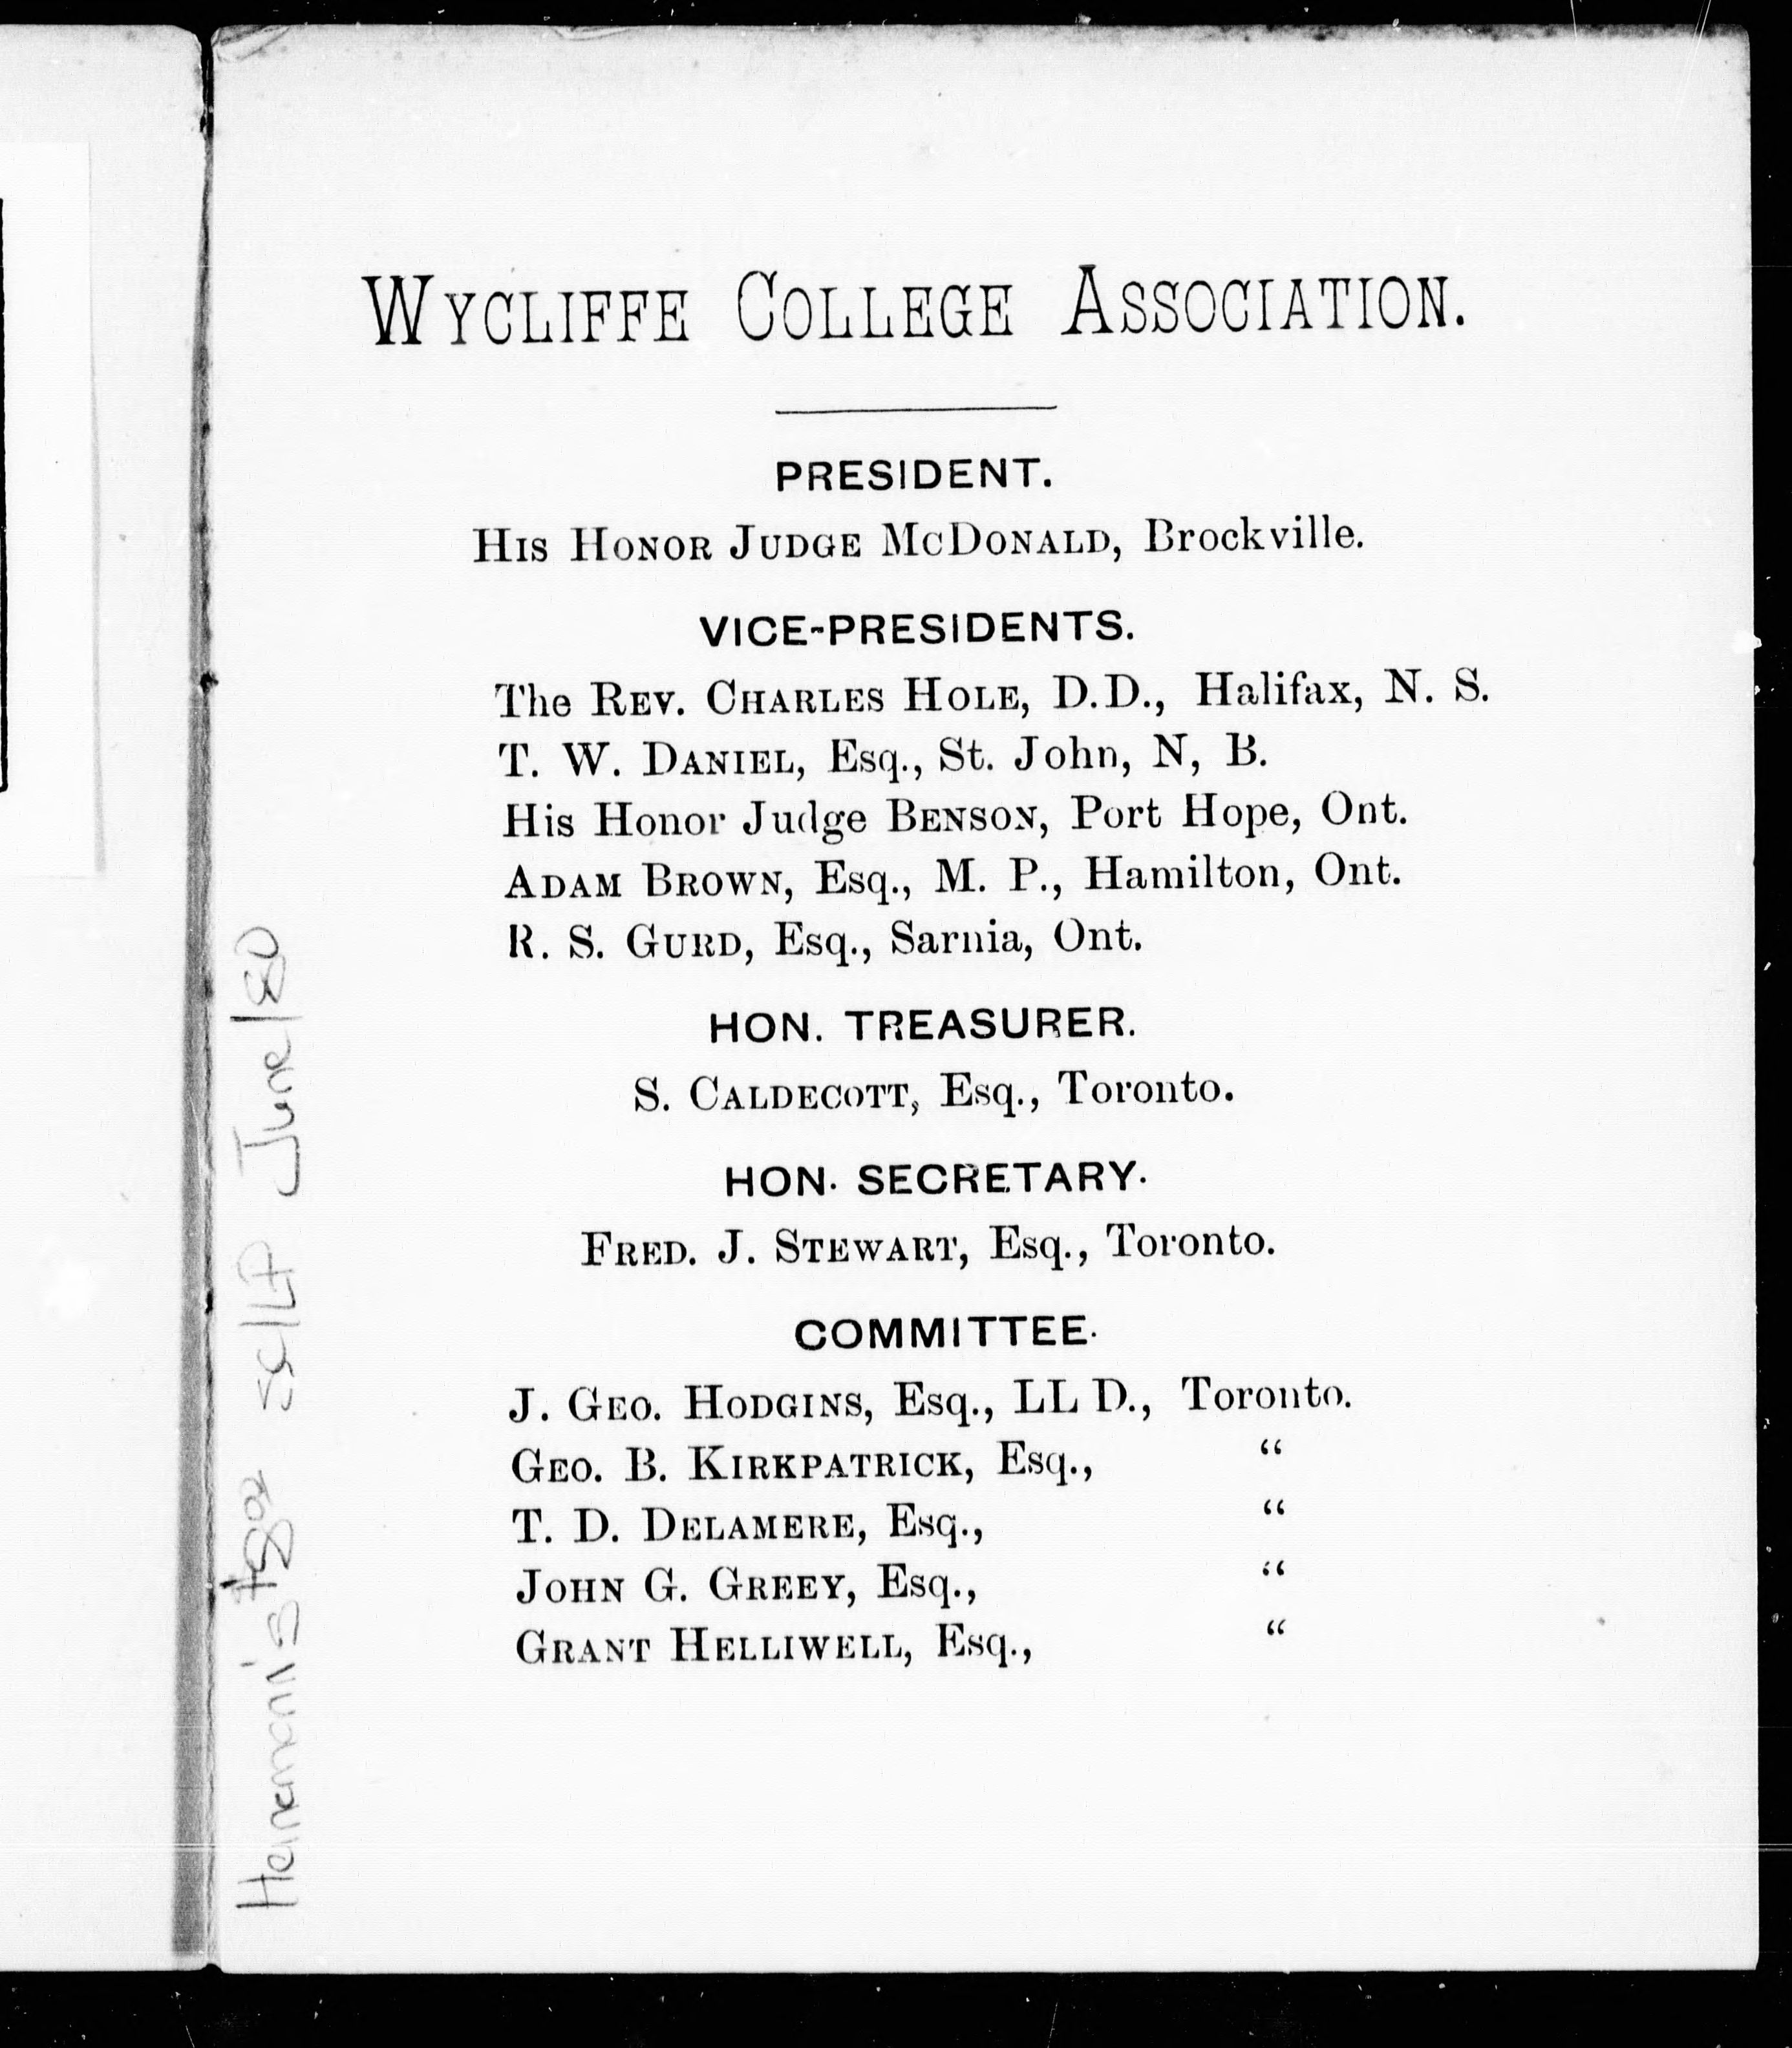 WYCLIFFE COLLEGE ASSOCIATION.
PRESIDENT.
HIS HONOR JUDGE MCDONALD, Brockville.
VICE-PRESIDENTS.
The REV. CHARLES HOLE, D.D., Halifax, N. S.
T. W. DANIEL, Esq., St. John, N, B.
His Honor Judge BENSON, Port Hope, Ont.
ADAM BROWN, Esq., M. P., Hamilton, Ont.
R. S. GURD, Esq., Sarnia, Ont.
HON. TREASURER.
S. CALDECOTT, Esq., Toronto.
HON. SECRETARY.
FRED. J. STEWART, Esq., Toronto.
COMMITTEE.
J. GEO. HODGINS, Esq., LL D., Toronto.
GEO. B. KIRKPATRICK, Esq., “
T. D. DELAMERE, Esq., “
JOHN G. GREEY, Esq., “
GRANT HELLIWELL, Esq., “
June/80